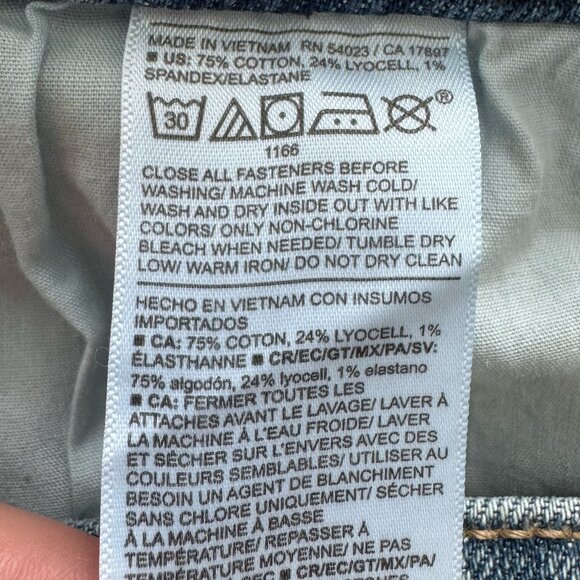 MADE IN VIETNAM RN 54023 / CA 17897
■ US: 75% COTTON, 24% LYOCELL, 1%
SPANDEX/ELASTANE
30 ®
1166
CLOSE ALL FASTENERS BEFORE
WASHING/ MACHINE WASH COLD/
WASH AND DRY INSIDE OUT WITH LIKE
COLORS/ ONLY NON-CHLORINE
BLEACH WHEN NEEDED/ TUMBLE DRY
LOW/ WARM IRON/ DO NOT DRY CLEAN
HECHO EN VIETNAM CON INSUMOS
IMPORTADOS
■ CA: 75% COTON, 24% LYOCELL, 1%
ÉLASTHANNE ■ CR/EC/GT/MX/PA/SV:
75% algodón, 24% lyocell, 1% elastano
■ CA: FERMER TOUTES LES
ATTACHES AVANT LE LAVAGE/ LAVER À
LA MACHINE À L'EAU FROIDE/ LAVER
ET SÉCHER SUR L'ENVERS AVEC DES
COULEURS SEMBLABLES/ UTILISER AU
BESOIN UN AGENT DE BLANCHIMENT
SANS CHLORE UNIQUEMENT/ SÉCHER
À LA MACHINE À BASSE
TEMPÉRATURE/ REPASSER À
TEMPÉRATURE MOYENNE/ NE PAS
SEC ■ CR/EC/GT/MX/PA/